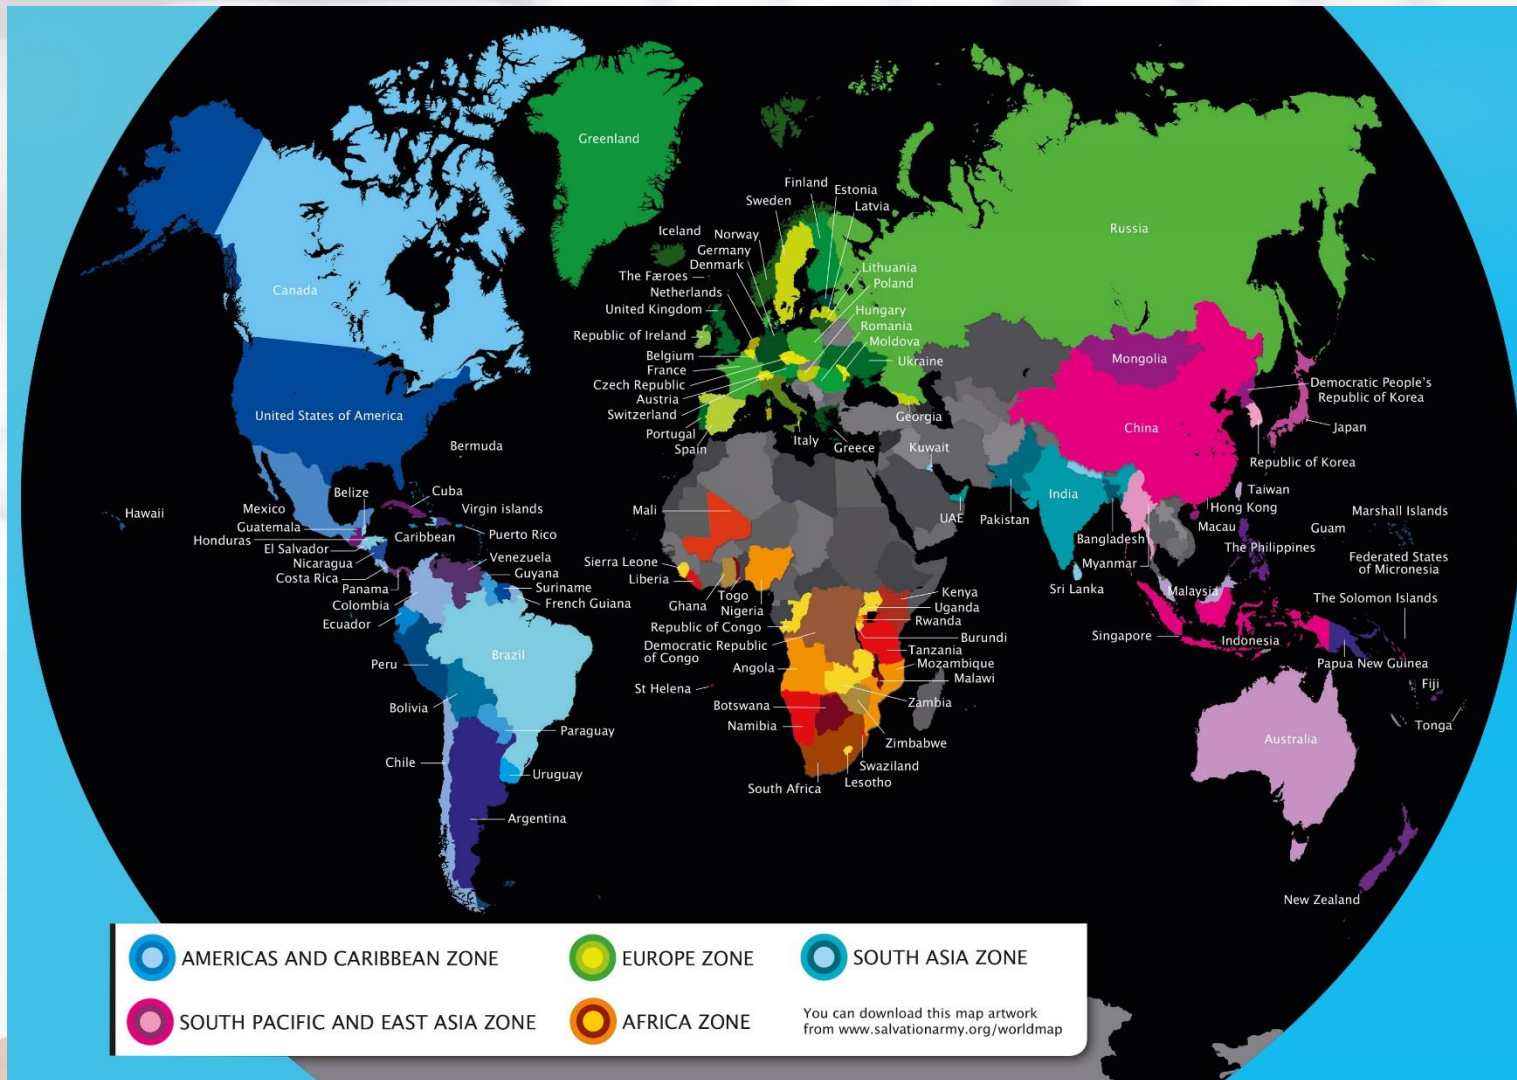 Greenland
Canada
United States of America
Bermuda
Hawaii
Mexico
Belize
Cuba
Virgin islands
Guatemala
Honduras
El Salvador
Nicaragua
Costa Rica
Panama
Caribbean
Puerto Rico
Venezuela
Guyana
Suriname
French Guiana
Colombia
Ecuador
Brazil
Peru
Bolivia
Paraguay
Chile
Uruguay
Argentina
Finland
Estonia
Sweden
Latvia
Iceland
Norway
Germany
Denmark
The Færoes
Netherlands
United Kingdom
Republic of Ireland
Belgium
France
Czech Republic
Austria
Switzerland
Portugal
Spain
Italy
Greece
Lithuania
Poland
Hungary
Romania
Moldova
Ukraine
Georgia
Russia
Mongolia
Democratic People's
Republic of Korea
China
Japan
Republic of Korea
Kuwait
UAE
Pakistan
India
Bangladesh
Myanmar
Sri Lanka
Taiwan
Hong Kong
Macau
The Philippines
Guam
Marshall Islands
Federated States
of Micronesia
Malaysia
The Solomon Islands
Singapore
Indonesia
Papua New Guinea
Fiji
Tonga
Australia
New Zealand
Mali
Sierra Leone
Liberia
Ghana
Togo
Nigeria
Republic of Congo
Democratic Republic
of Congo
Angola
St Helena
Botswana
Namibia
South Africa
Kenya
Uganda
Rwanda
Burundi
Tanzania
Mozambique
Malawi
Zambia
Zimbabwe
Swaziland
Lesotho
AMERICAS AND CARIBBEAN ZONE
EUROPE ZONE
SOUTH ASIA ZONE
SOUTH PACIFIC AND EAST ASIA ZONE
AFRICA ZONE
You can download this map artwork
from www.salvationarmy.org/worldmap